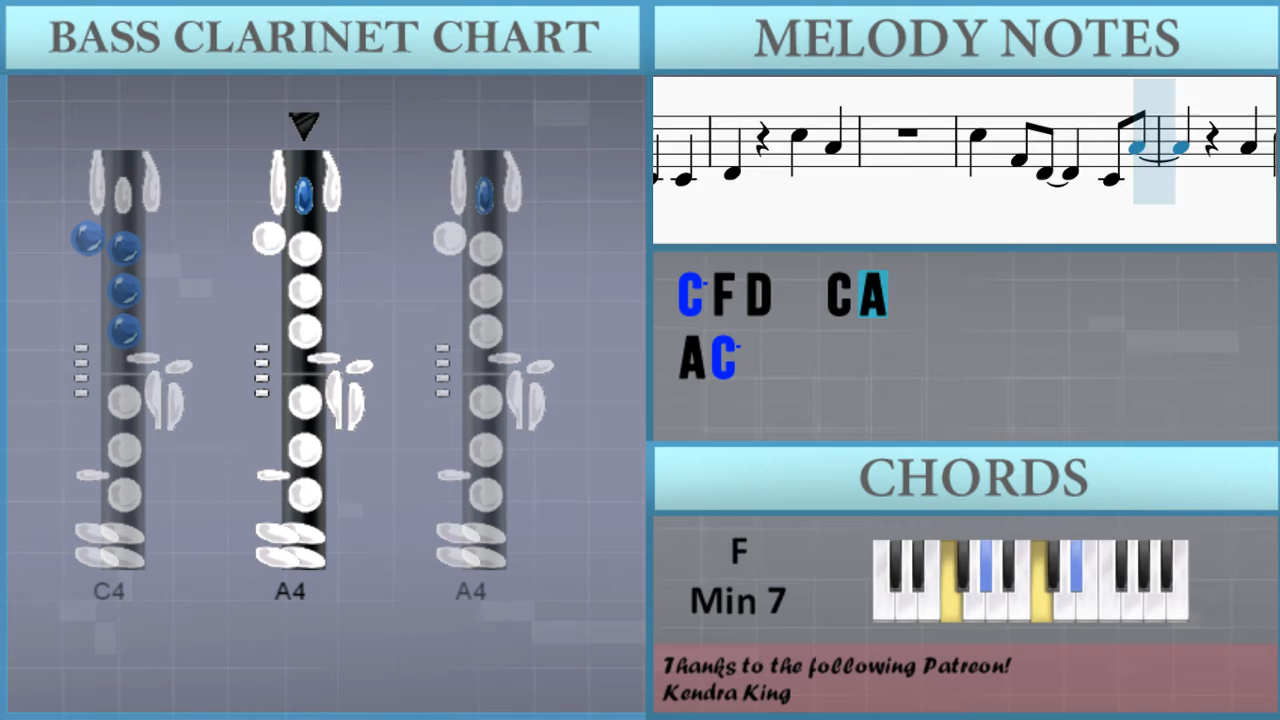 BASS CLARINET CHART
C4 A4 A4
MELODY NOTES
C- F D C A
A C-
CHORDS
F
Min 7
Thanks to the following Patreon!
Kendra King